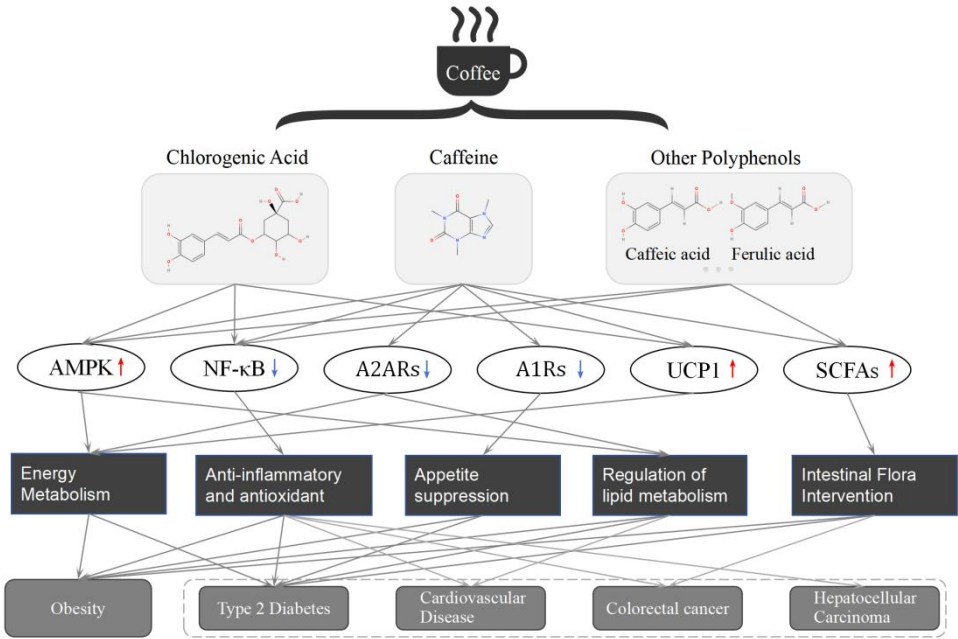 Coffee
Chlorogenic Acid
Caffeine
Other Polyphenols
Caffeic acid
Ferulic acid
AMPK
NF-κB
A2ARs
A1Rs
UCP1
SCFAs
Energy
Metabolism
Anti-inflammatory
and antioxidant
Appetite
suppression
Regulation of
lipid metabolism
Intestinal Flora
Intervention
Obesity
Type 2 Diabetes
Cardiovascular
Disease
Colorectal cancer
Hepatocellular
Carcinoma